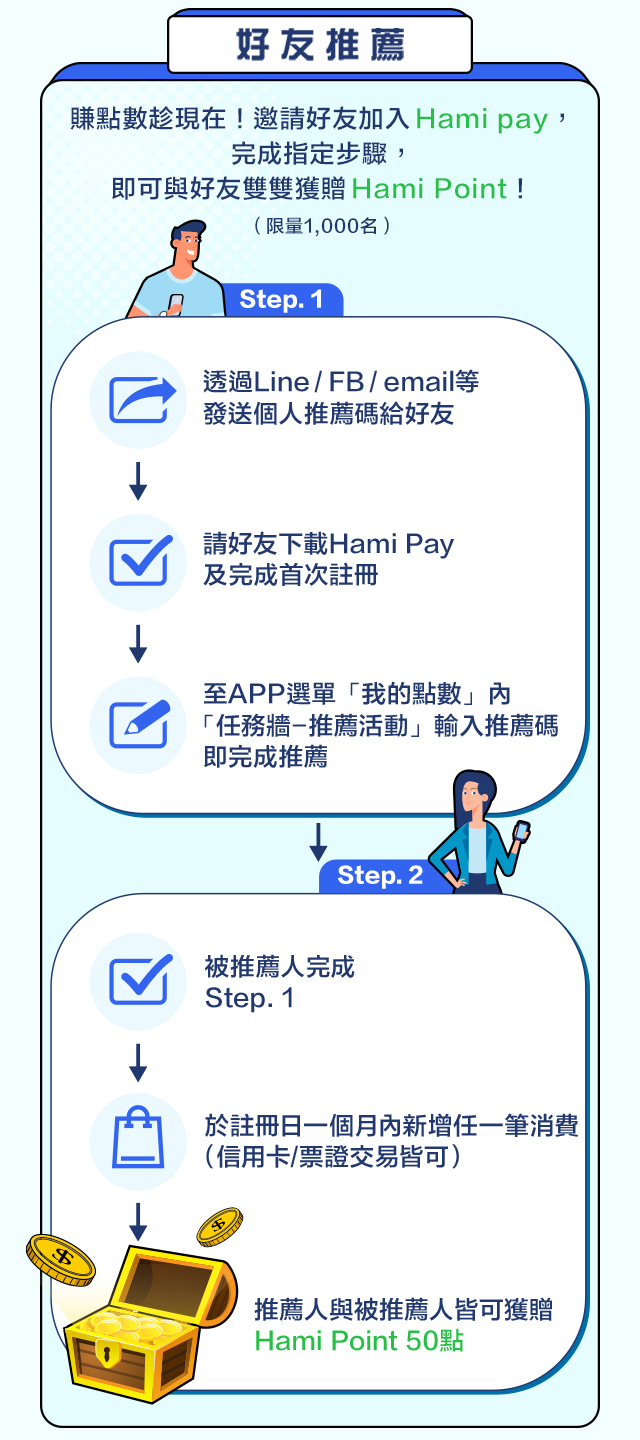 好友推薦
賺點數趁現在！邀請好友加入 Hami pay，
完成指定步驟，
即可與好友雙雙獲贈 Hami Point！
（限量1,000名）
Step. 1
透過Line / FB / email等
發送個人推薦碼給好友
請好友下載Hami Pay
及完成首次註冊
至APP選單「我的點數」內
「任務牆–推薦活動」輸入推薦碼
即完成推薦
Step. 2
被推薦人完成
Step. 1
於註冊日一個月內新增任一筆消費
（信用卡/票證交易皆可）
$
$
推薦人與被推薦人皆可獲贈
Hami Point 50點